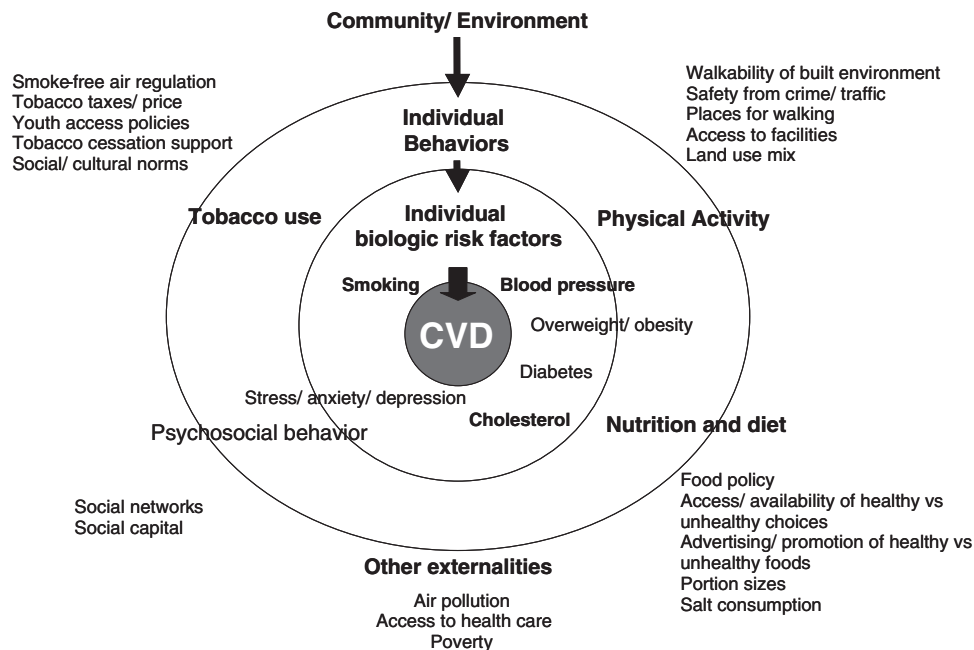 Community/ Environment
Smoke-free air regulation
Tobacco taxes/ price
Youth access policies
Tobacco cessation support
Social/ cultural norms
Walkability of built environment
Safety from crime/ traffic
Places for walking
Access to facilities
Land use mix
Individual
Behaviors
Tobacco use
Physical Activity
Individual
biologic risk factors
Smoking
Blood pressure
CVD
Overweight/ obesity
Diabetes
Stress/ anxiety/ depression
Cholesterol
Psychosocial behavior
Nutrition and diet
Social networks
Social capital
Food policy
Access/ availability of healthy vs
unhealthy choices
Advertising/ promotion of healthy vs
unhealthy foods
Portion sizes
Salt consumption
Other externalities
Air pollution
Access to health care
Poverty